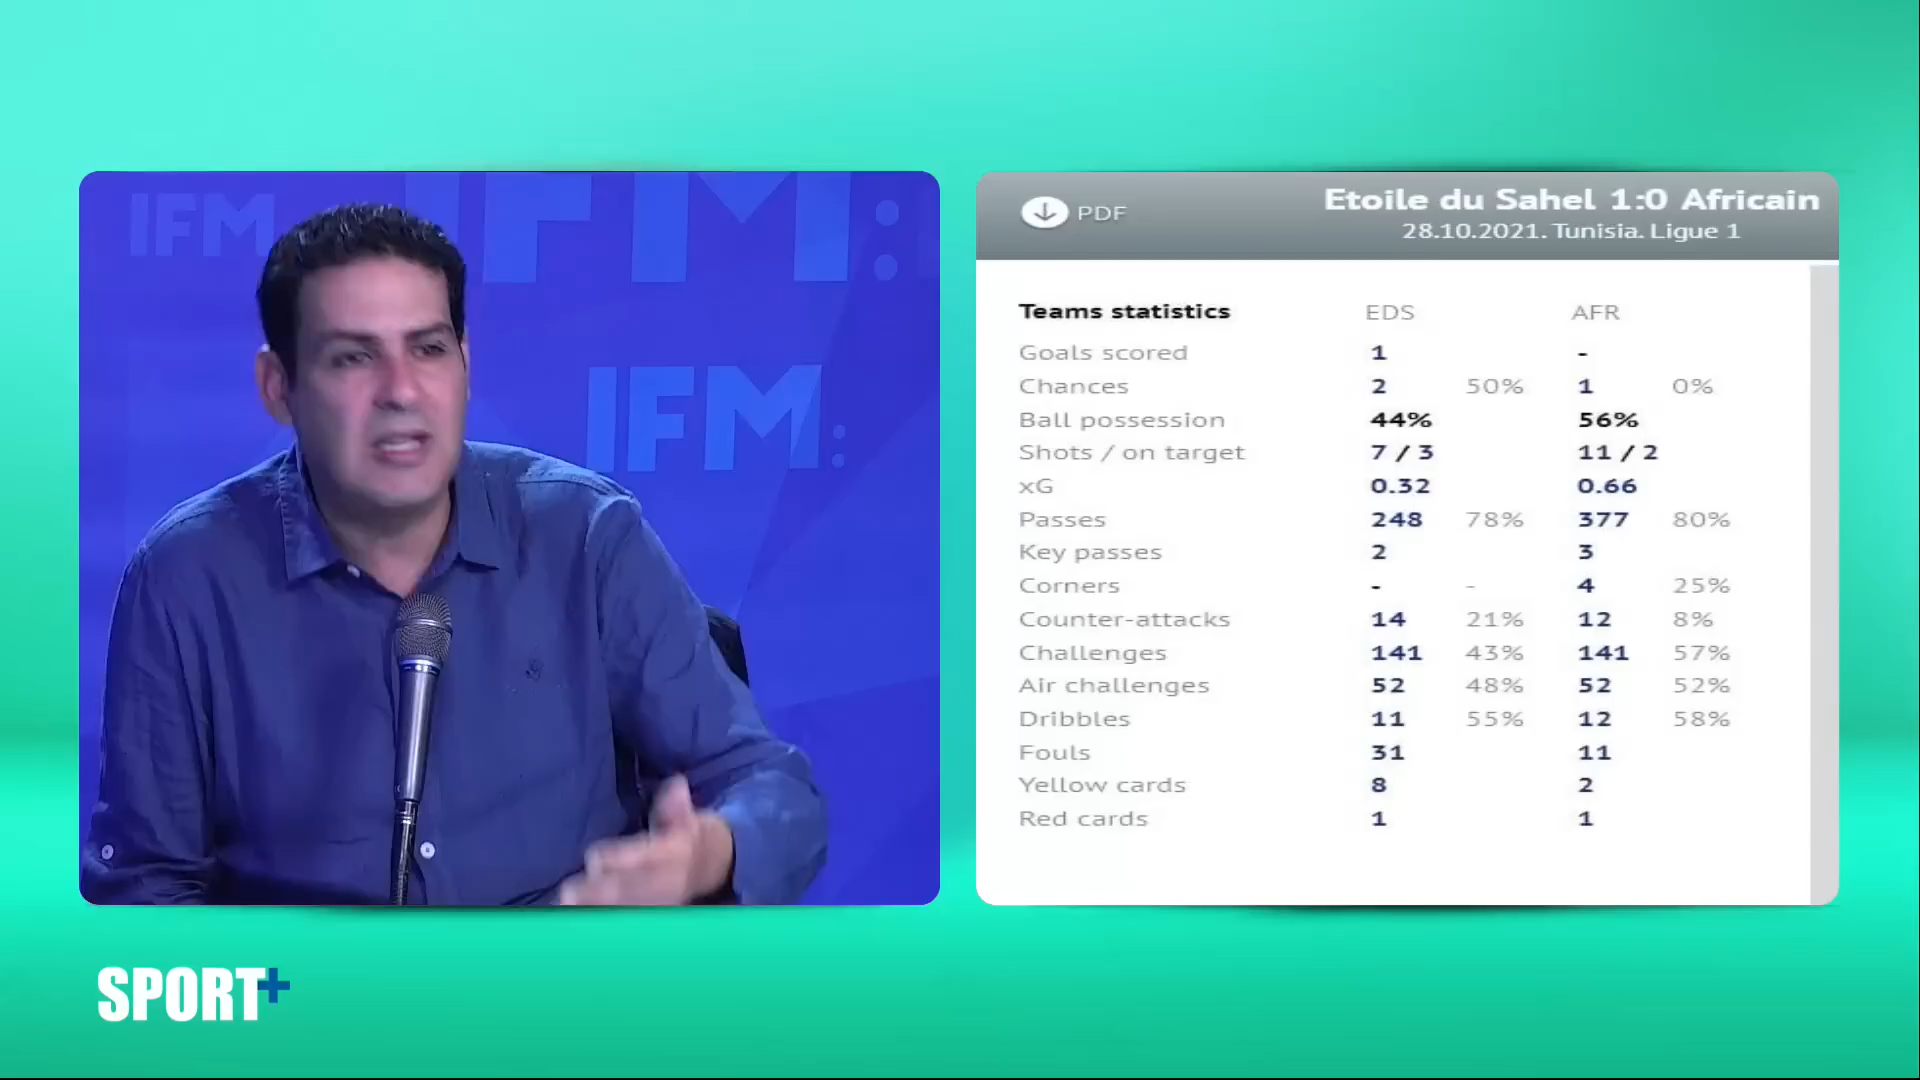 IFM
IFM:
IFM:
PDF
Etoile du Sahel 1:0 Africain
28.10.2021. Tunisia. Ligue 1
Teams statistics EDS AFR
Goals scored 1 -
Chances 2 50% 1 0%
Ball possession 44% 56%
Shots / on target 7 / 3 11 / 2
xG 0.32 0.66
Passes 248 78% 377 80%
Key passes 2 3
Corners - - 4 25%
Counter-attacks 14 21% 12 8%
Challenges 141 43% 141 57%
Air challenges 52 48% 52 52%
Dribbles 11 55% 12 58%
Fouls 31 11
Yellow cards 8 2
Red cards 1 1
SPORT+